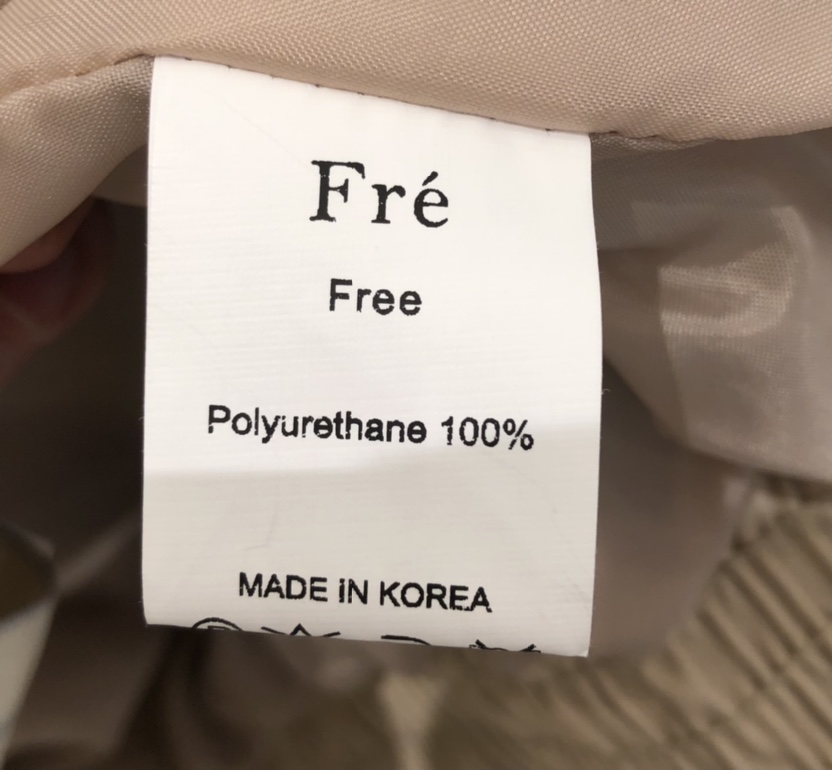 Fré
Free
Polyurethane 100%
MADE IN KOREA